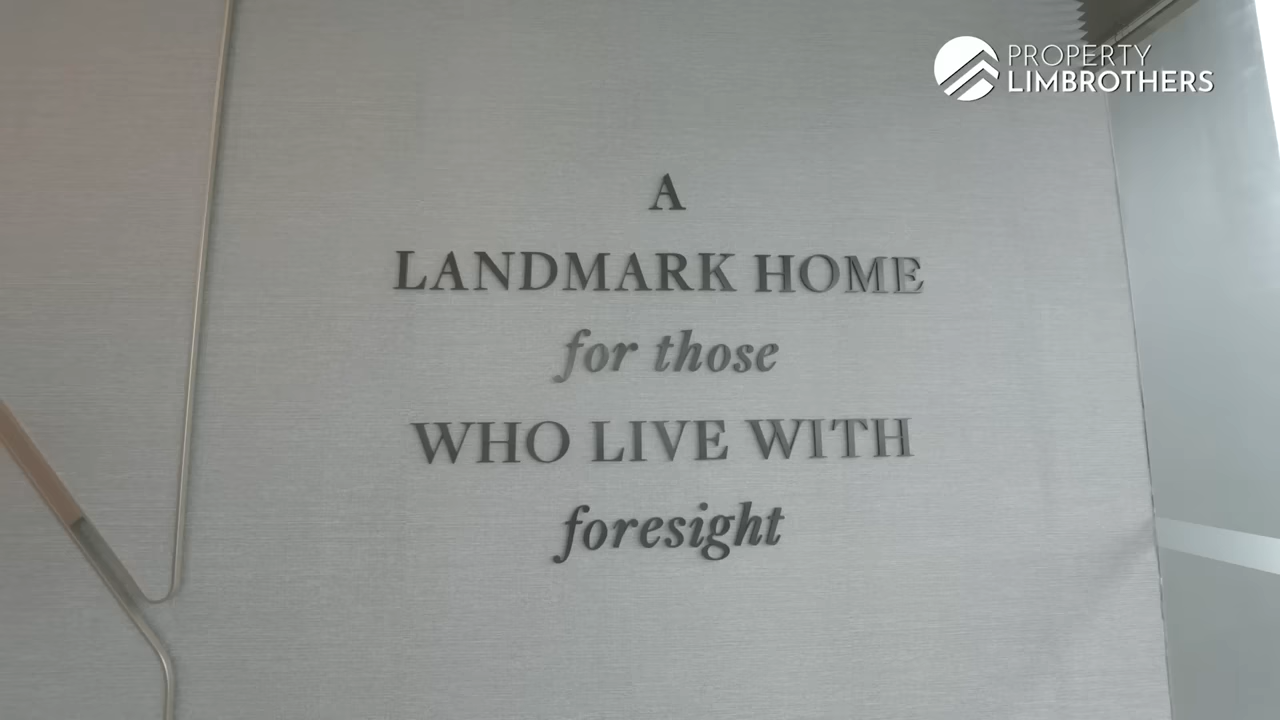 PROPERTY
LIMBROTHERS
A
LANDMARK HOME
for those
WHO LIVE WITH
foresight